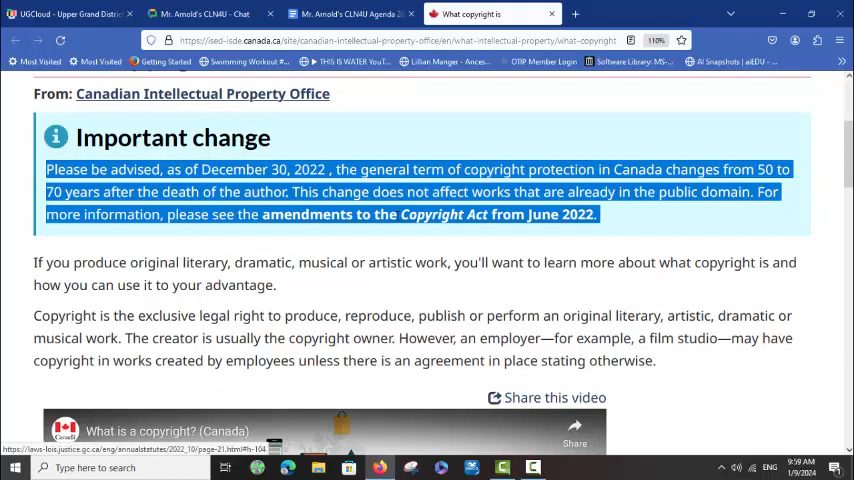 UGCloud - Upper Grand District
Mr. Arnold's CLN4U - Chat
Mr. Arnold's CLN4U Agenda 20
What copyright is
https://ised-isde.canada.ca/site/canadian-intellectual-property-office/en/what-intellectual-property/what-copyright
110%
Most Visited
Most Visited
Getting Started
Swimming Workout #...
THIS IS WATER YouT...
Lillian Manger - Ances...
OTIP Member Login
Software Library: MS-...
AI Snapshots | aiEDU - ...
From: Canadian Intellectual Property Office
Important change
Please be advised, as of December 30, 2022 , the general term of copyright protection in Canada changes from 50 to
70 years after the death of the author. This change does not affect works that are already in the public domain. For
more information, please see the amendments to the Copyright Act from June 2022.
If you produce original literary, dramatic, musical or artistic work, you'll want to learn more about what copyright is and
how you can use it to your advantage.
Copyright is the exclusive legal right to produce, reproduce, publish or perform an original literary, artistic, dramatic or
musical work. The creator is usually the copyright owner. However, an employer—for example, a film studio—may have
copyright in works created by employees unless there is an agreement in place stating otherwise.
Share this video
What is a copyright? (Canada)
Canada
Share
https://laws-lois.justice.gc.ca/eng/annualstatutes/2022_10/page-21.html#h-104
Type here to search
ENG
9:59 AM
1/9/2024